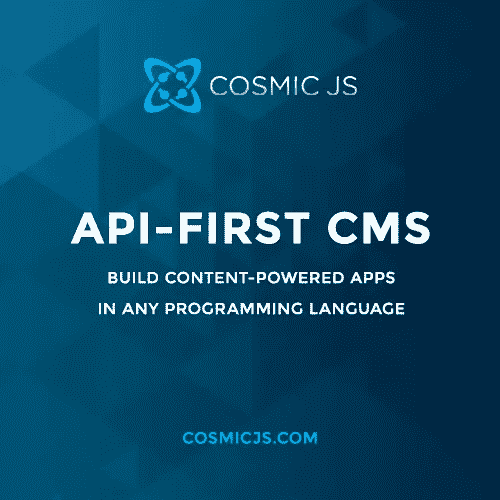 COSMIC JS
API-FIRST CMS
BUILD CONTENT-POWERED APPS
IN ANY PROGRAMMING LANGUAGE
COSMICJS.COM